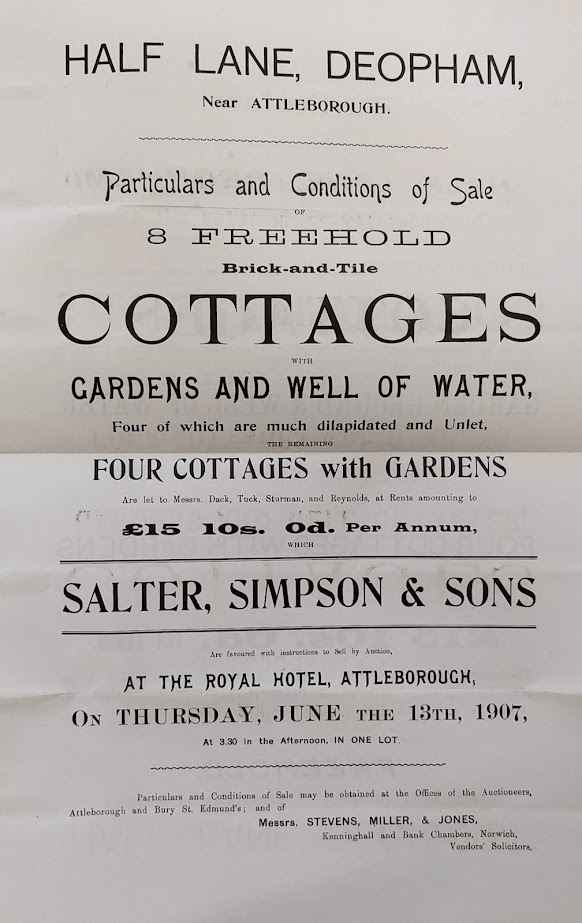 HALF LANE, DEOPHAM,
Near ATTLEBOROUGH.
Particulars and Conditions of Sale
OF
8 FREEHOLD
Brick-and-Tile
COTTAGES
WITH
GARDENS AND WELL OF WATER,
Four of which are much dilapidated and Unlet,
THE REMAINING
FOUR COTTAGES with GARDENS
Are let to Messrs. Dack, Tuck, Sturman, and Reynolds, at Rents amounting to
£15 10s. 0d. Per Annum,
WHICH
SALTER, SIMPSON & SONS
Are favoured with instructions to Sell by Auction,
AT THE ROYAL HOTEL, ATTLEBOROUGH,
ON THURSDAY, JUNE THE 13TH, 1907,
At 3.30 in the Afternoon, IN ONE LOT.
Particulars and Conditions of Sale may be obtained at the Offices of the Auctioneers,
Attleborough and Bury St. Edmund's; and of
Messrs. STEVENS, MILLER, & JONES,
Kenninghall and Bank Chambers, Norwich,
Vendors' Solicitors.